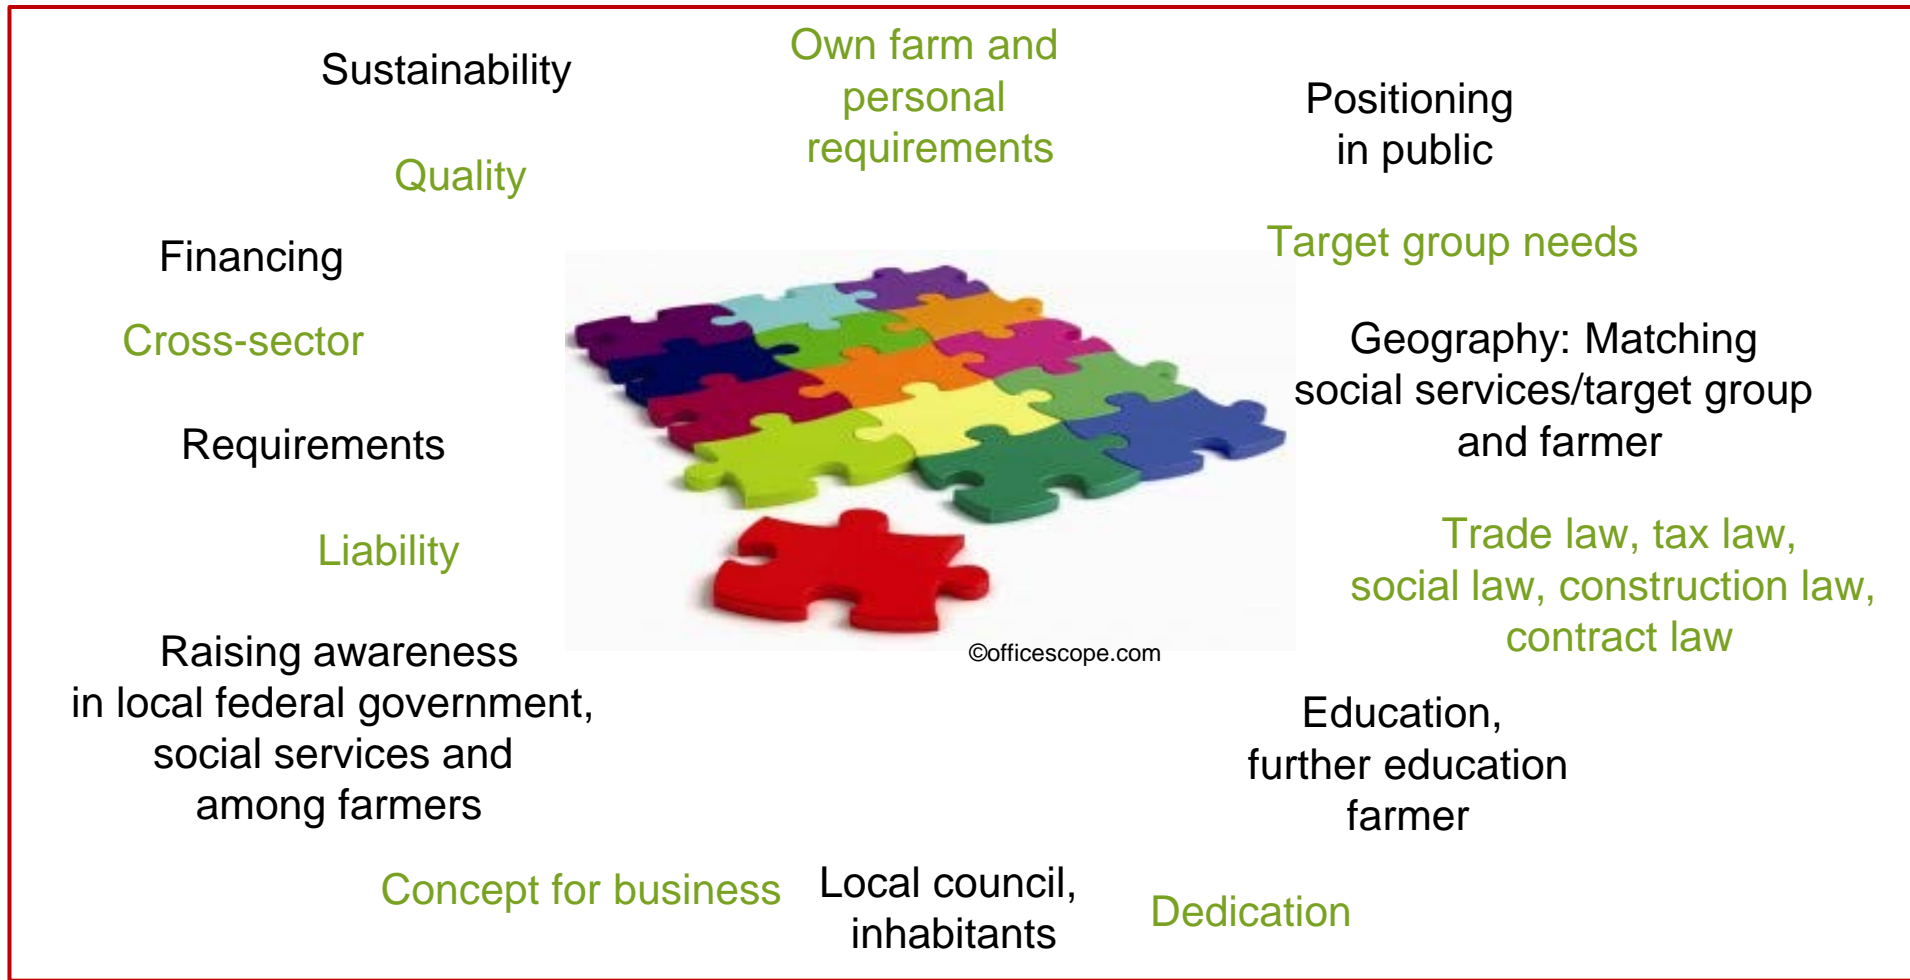 Sustainability
Own farm and
personal
requirements
Positioning
in public
Quality
Target group needs
Financing
Cross-sector
Geography: Matching
social services/target group
and farmer
Requirements
Liability
Trade law, tax law,
social law, construction law,
contract law
©officescope.com
Raising awareness
in local federal government,
social services and
among farmers
Education,
further education
farmer
Concept for business
Local council,
inhabitants
Dedication